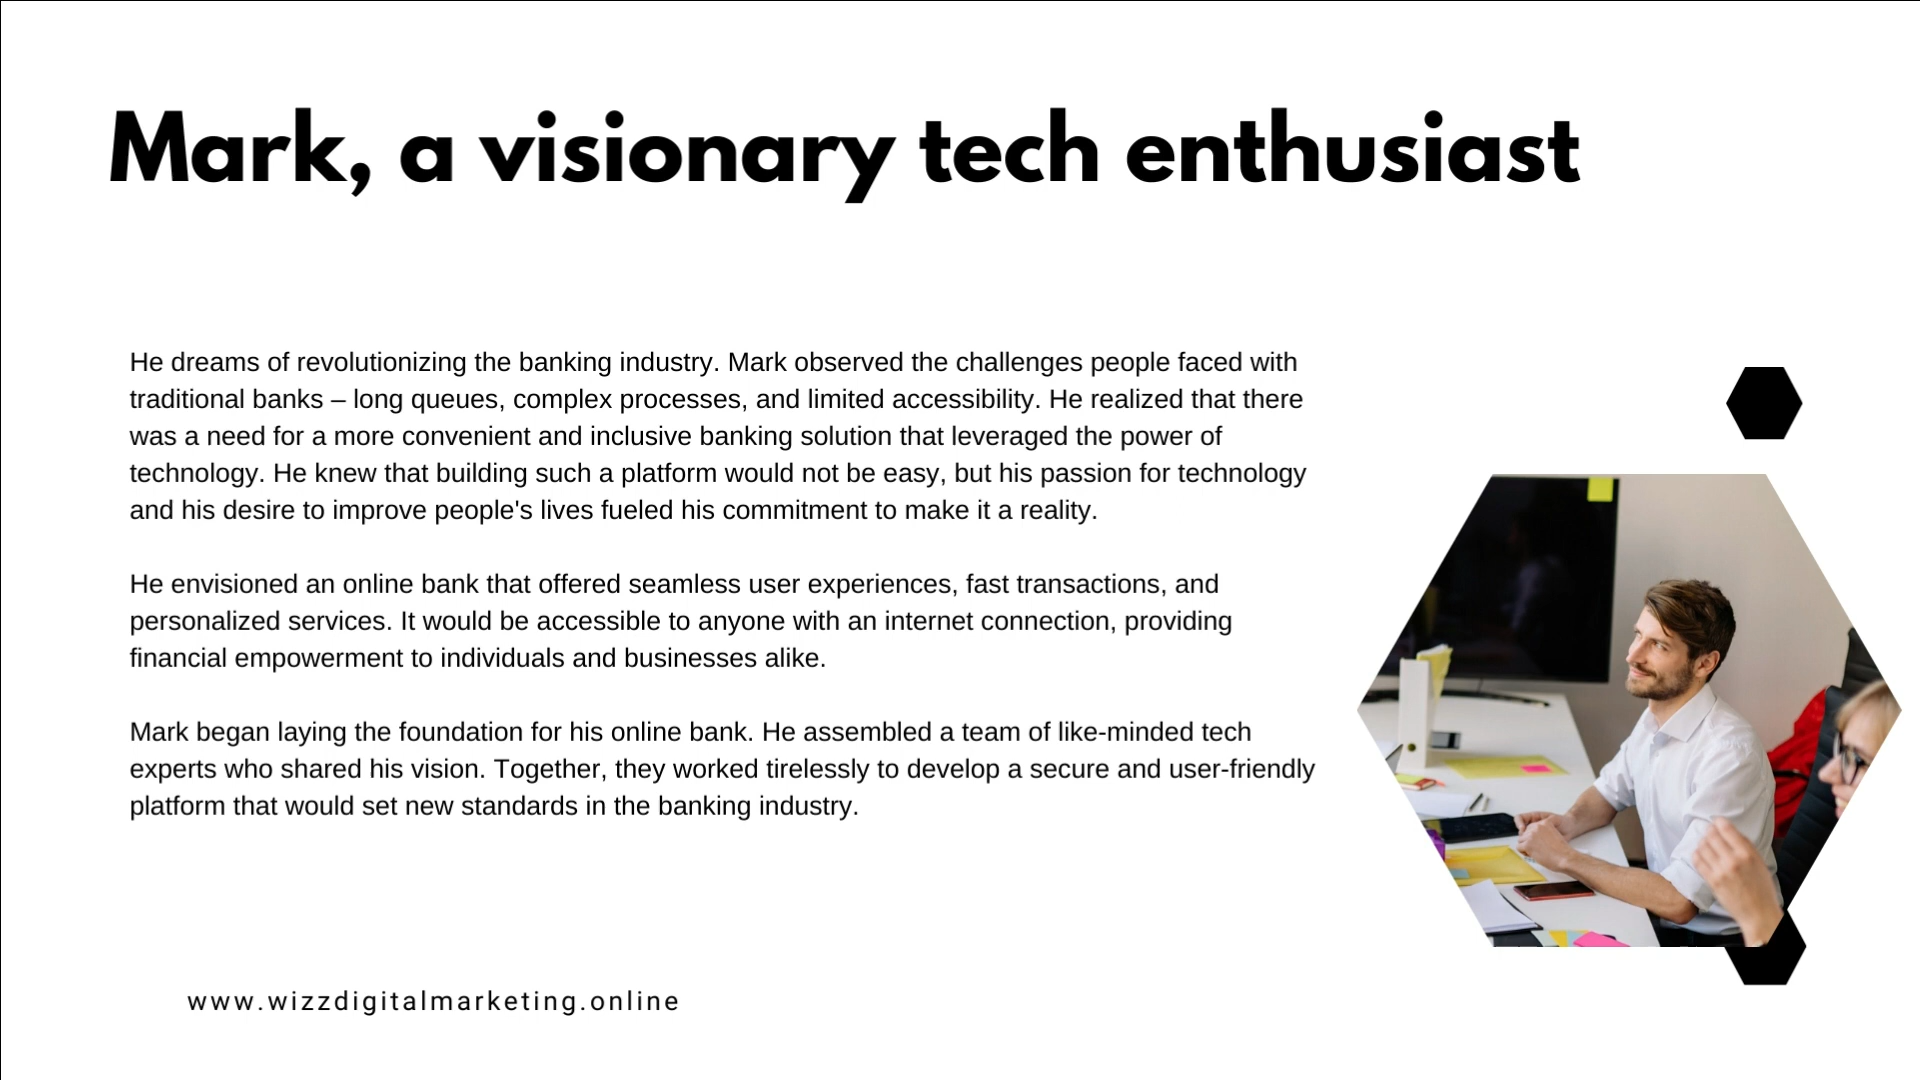 Mark, a visionary tech enthusiast
He dreams of revolutionizing the banking industry. Mark observed the challenges people faced with
traditional banks – long queues, complex processes, and limited accessibility. He realized that there
was a need for a more convenient and inclusive banking solution that leveraged the power of
technology. He knew that building such a platform would not be easy, but his passion for technology
and his desire to improve people's lives fueled his commitment to make it a reality.
He envisioned an online bank that offered seamless user experiences, fast transactions, and
personalized services. It would be accessible to anyone with an internet connection, providing
financial empowerment to individuals and businesses alike.
Mark began laying the foundation for his online bank. He assembled a team of like-minded tech
experts who shared his vision. Together, they worked tirelessly to develop a secure and user-friendly
platform that would set new standards in the banking industry.
www.wizzdigitalmarketing.online